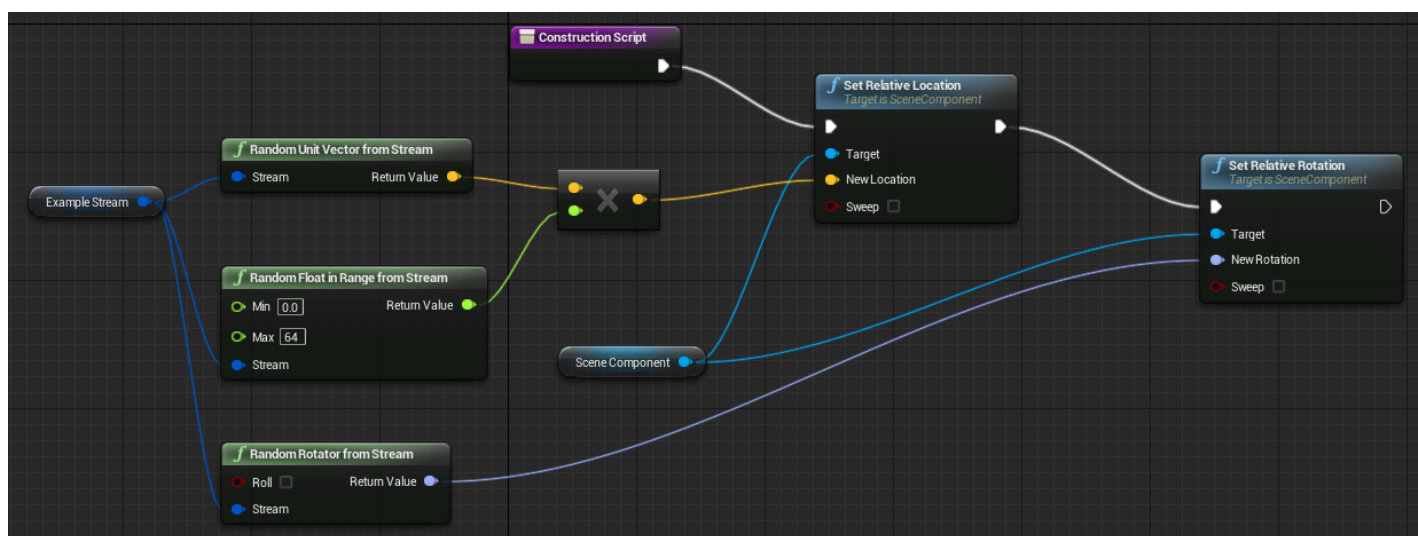 Construction Script
Set Relative Location
Target is SceneComponent
Target
New Location
Sweep
Set Relative Rotation
Target is SceneComponent
Target
New Rotation
Sweep
Random Unit Vector from Stream
Stream Return Value
Example Stream
Random Float in Range from Stream
Min 0.0 Return Value
Max 64
Stream
Scene Component
Random Rotator from Stream
Roll Return Value
Stream